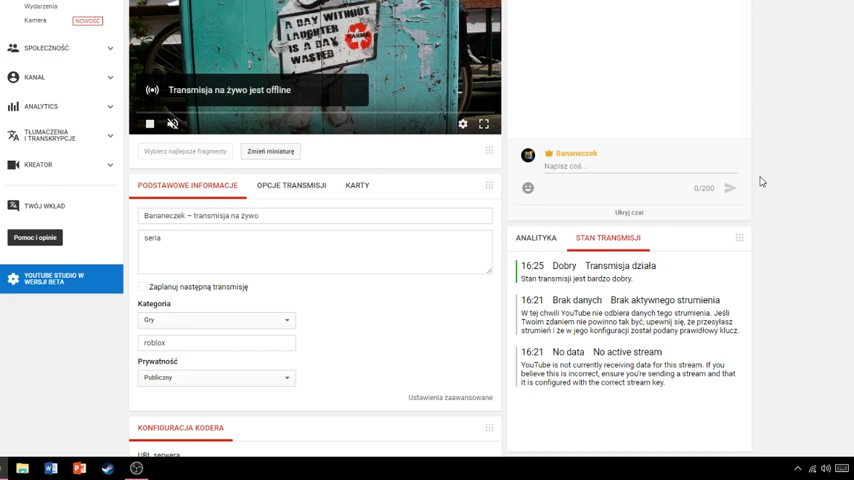 Wydarzenia
Kamera NOWOŚĆ
SPOŁECZNOŚĆ
KANAŁ
ANALYTICS
TŁUMACZENIA
I TRANSKRYPCJE
KREATOR
TWÓJ WKŁAD
Pomoc i opinie
YOUTUBE STUDIO W
WERSJI BETA
A DAY WITHOUT
LAUGHTER
IS A DAY
WASTED
Transmisja na żywo jest offline
Wybierz najlepsze fragmenty
Zmień miniaturę
PODSTAWOWE INFORMACJE
OPCJE TRANSMISJI
KARTY
Bananeczek – transmisja na żywo
seria
Zaplanuj następną transmisję
Kategoria
Gry
roblox
Prywatność
Publiczny
Ustawienia zaawansowane
KONFIGURACJA KODERA
URL serwera
Bananeczek
Napisz coś...
0/200
Ukryj czat
ANALITYKA
STAN TRANSMISJI
16:25 Dobry Transmisja działa
Stan transmisji jest bardzo dobry.
16:21 Brak danych Brak aktywnego strumienia
W tej chwili YouTube nie odbiera danych tego strumienia. Jeśli
Twoim zdaniem nie powinno tak być, upewnij się, że przesyłasz
strumień i że w jego konfiguracji został podany prawidłowy klucz.
16:21 No data No active stream
YouTube is not currently receiving data for this stream. If you
believe this is incorrect, ensure you're sending a stream and that
it is configured with the correct stream key.